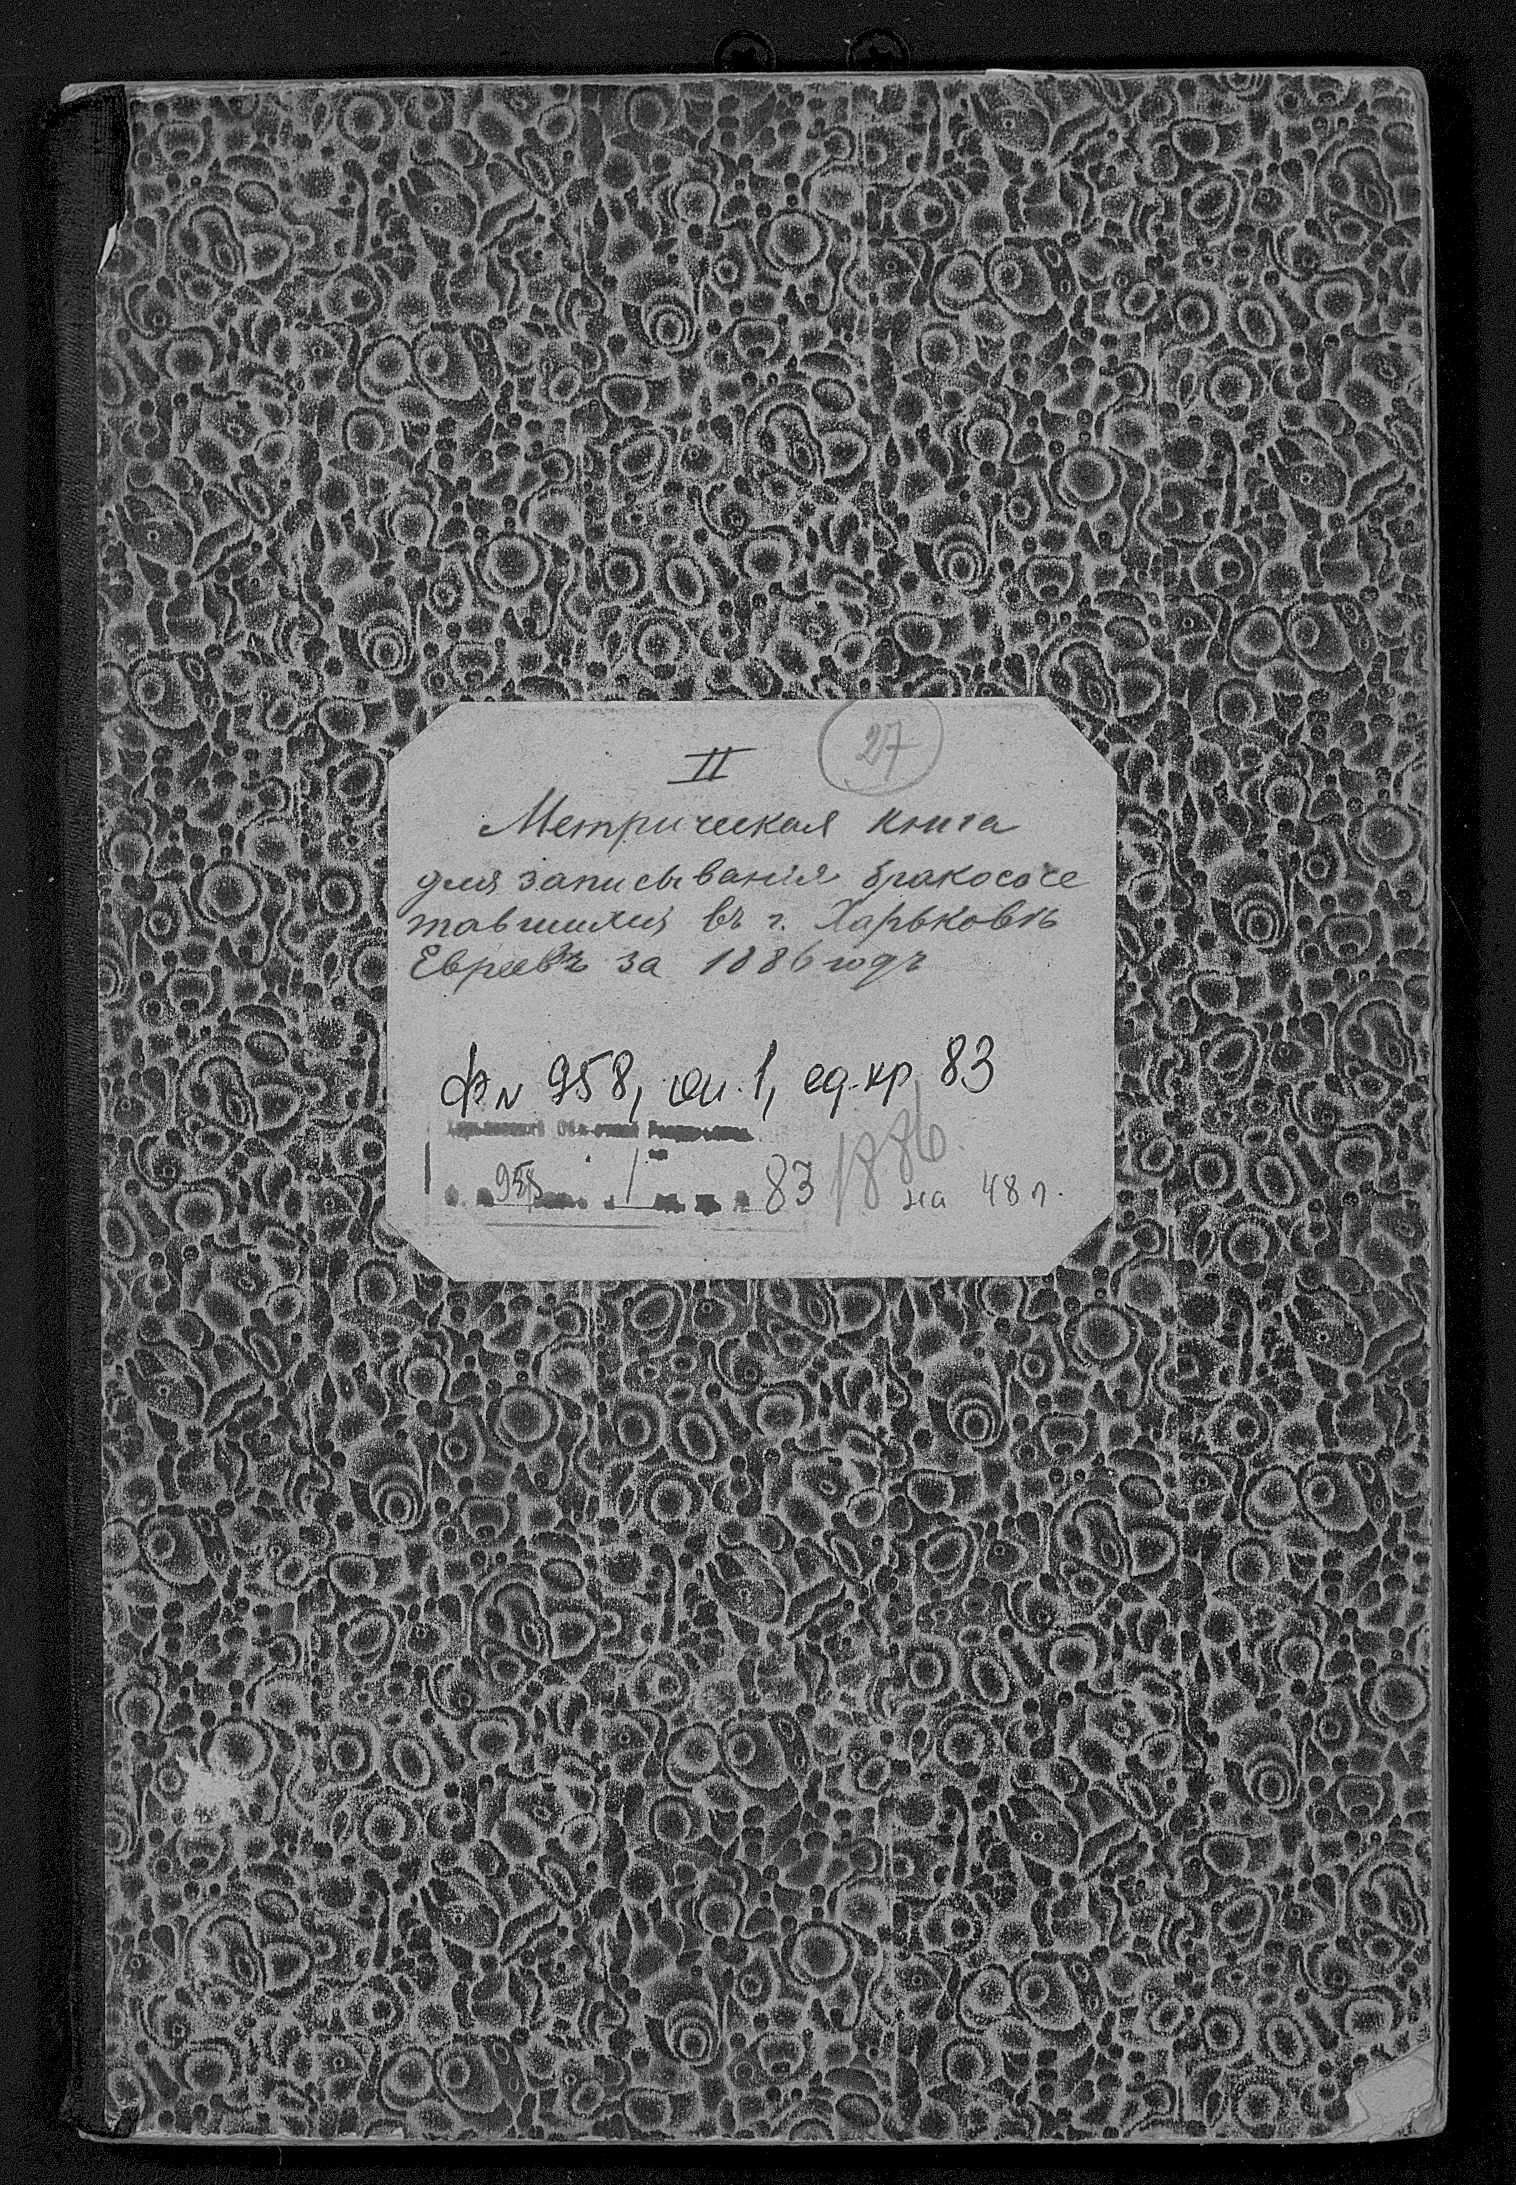 II
27
Метрическая книга
для записыванія бракосоче
тавшихся въ г. Харьковѣ
Евреевъ за 1886 годъ
Ф N 958, оп. 1, ед.хр 83
1886.
958 1 83 на 48 л.